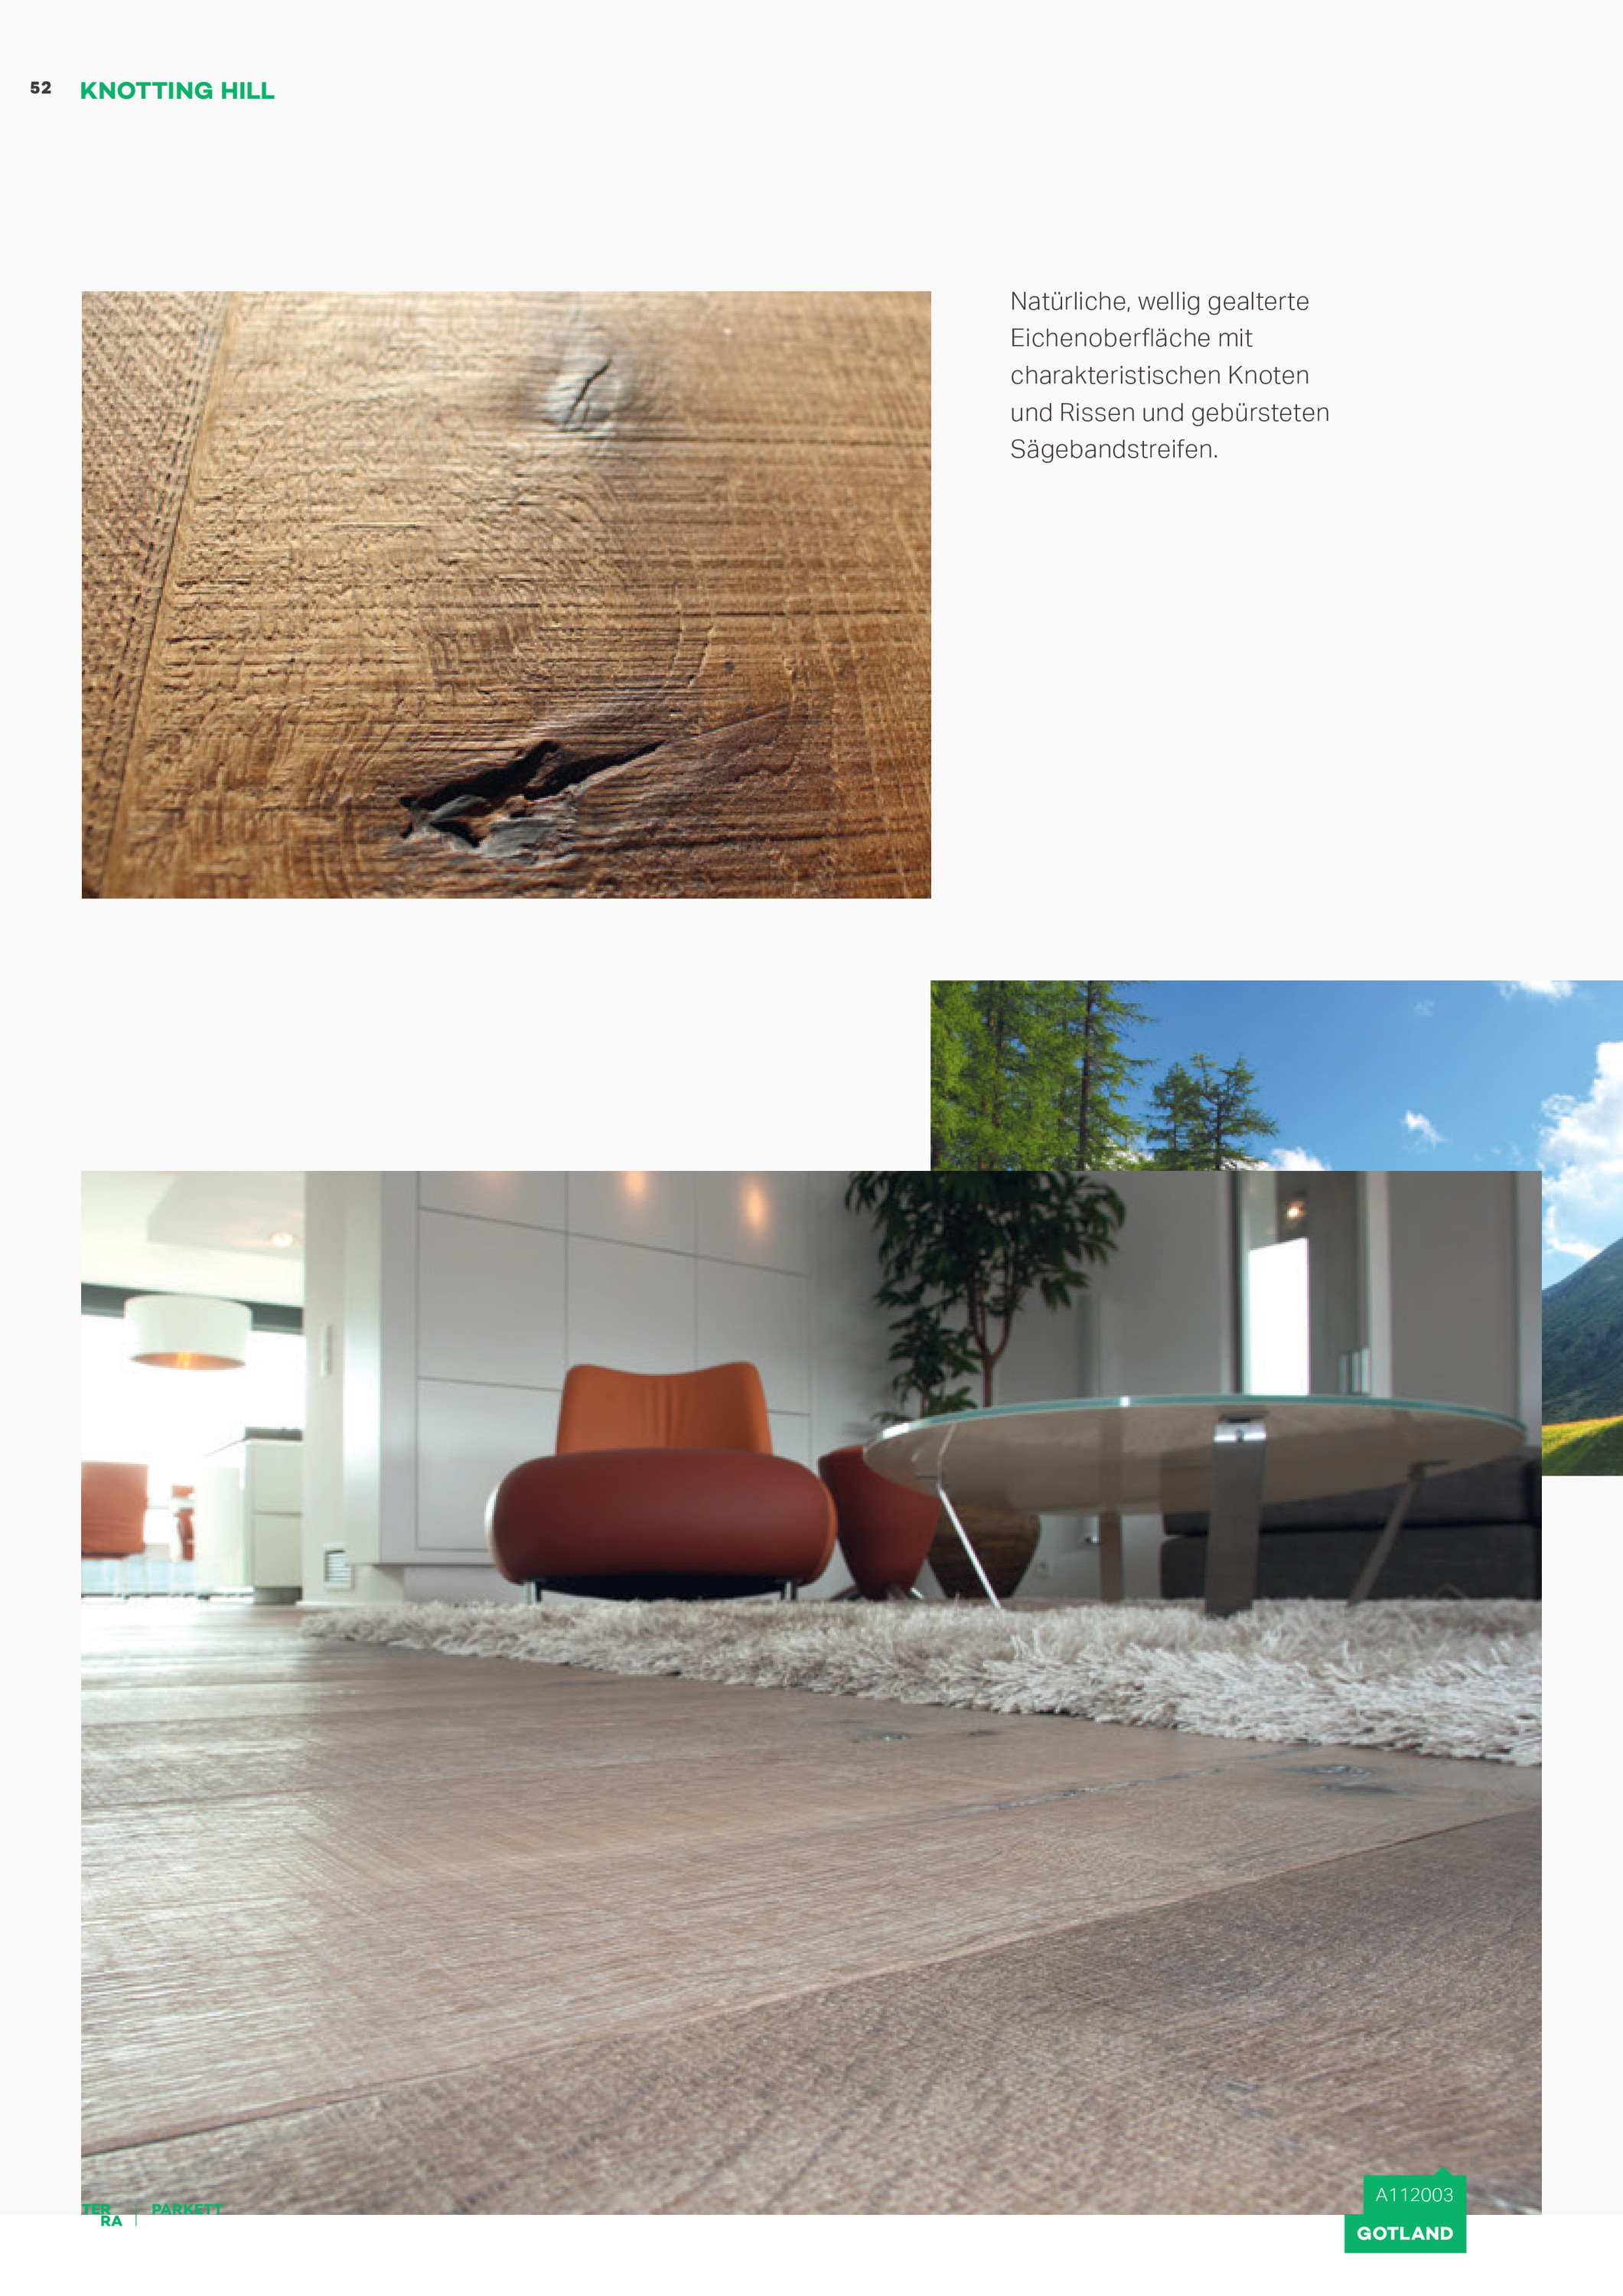 52 KNOTTING HILL
Natürliche, wellig gealterte
Eichenoberfläche mit
charakteristischen Knoten
und Rissen und gebürsteten
Sägebandstreifen.
TER
RA
PARKETT
A112003
GOTLAND